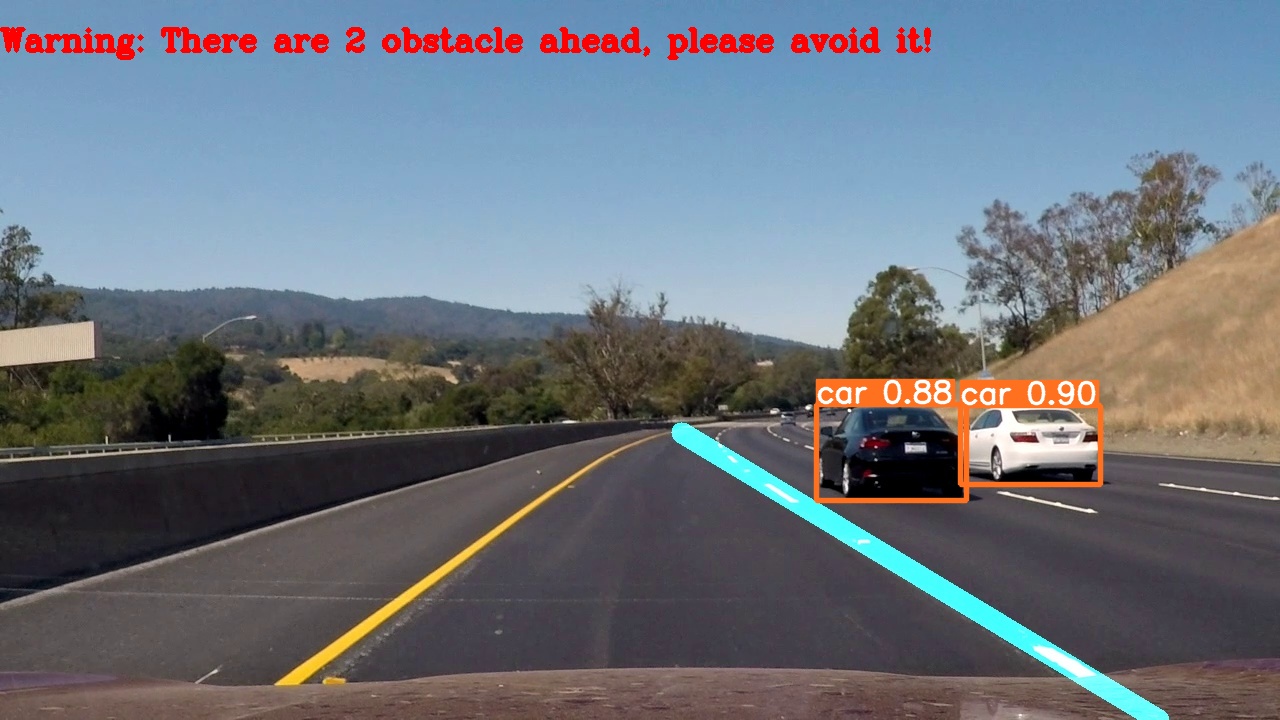 Warning: There are 2 obstacle ahead, please avoid it!
car 0.88 car 0.90